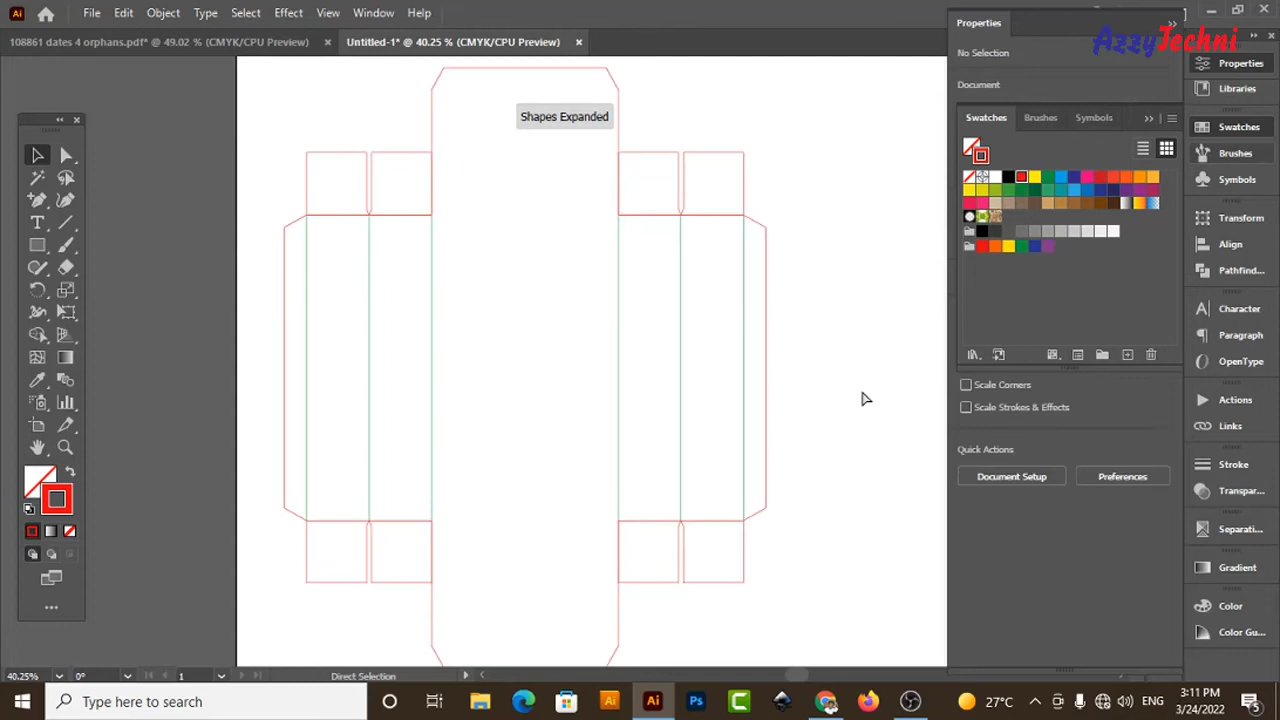 File Edit Object Type Select Effect View Window Help
108861 dates 4 orphans.pdf* @ 49.02 % (CMYK/CPU Preview)
Untitled-1* @ 40.25 % (CMYK/CPU Preview)
Properties
AzzyTechni
No Selection
Document
Swatches Brushes Symbols
Shapes Expanded
Scale Corners
Scale Strokes & Effects
Quick Actions
Document Setup
Preferences
Properties
Libraries
Swatches
Brushes
Symbols
Transform
Align
Pathfind...
Character
Paragraph
OpenType
Actions
Links
Stroke
Transpar...
Separati...
Gradient
Color
Color Gu...
40.25% 0° 1 Direct Selection
Type here to search
27°C
ENG
3:11 PM
3/24/2022
5